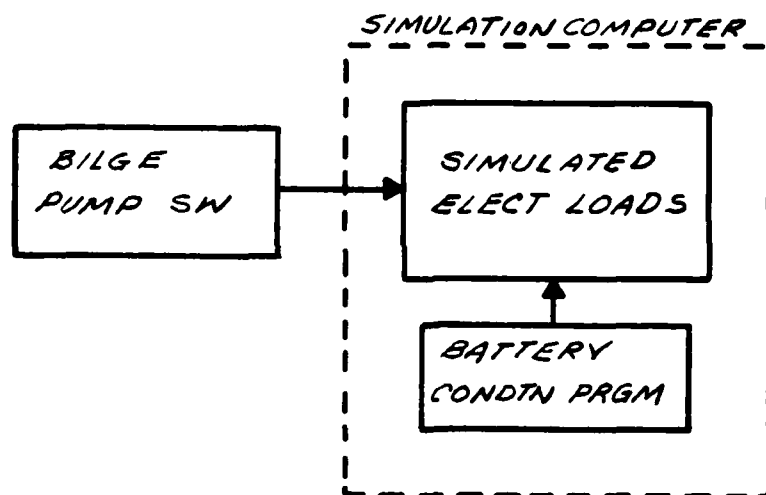 SIMULATION COMPUTER
BILGE
PUMP SW
SIMULATED
ELECT LOADS
BATTERY
CONDTN PRGM